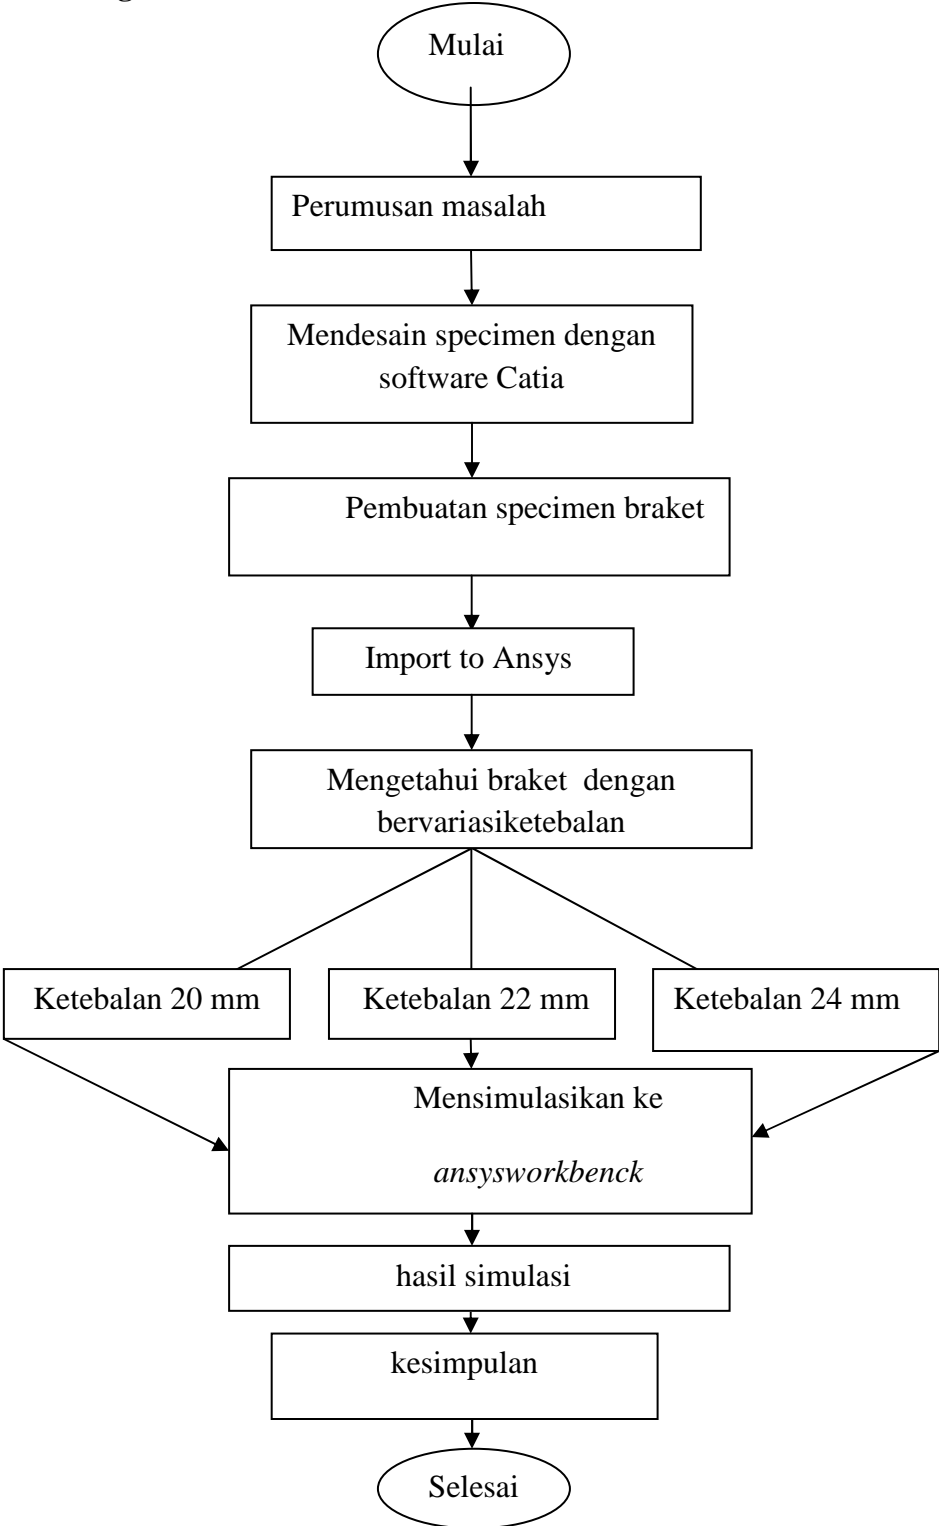 Mulai
Perumusan masalah
Mendesain specimen dengan
software Catia
Pembuatan specimen braket
Import to Ansys
Mengetahui braket  dengan
bervariasiketebalan
Ketebalan 20 mm
Ketebalan 22 mm
Ketebalan 24 mm
Mensimulasikan ke
ansysworkbenck
hasil simulasi
kesimpulan
Selesai